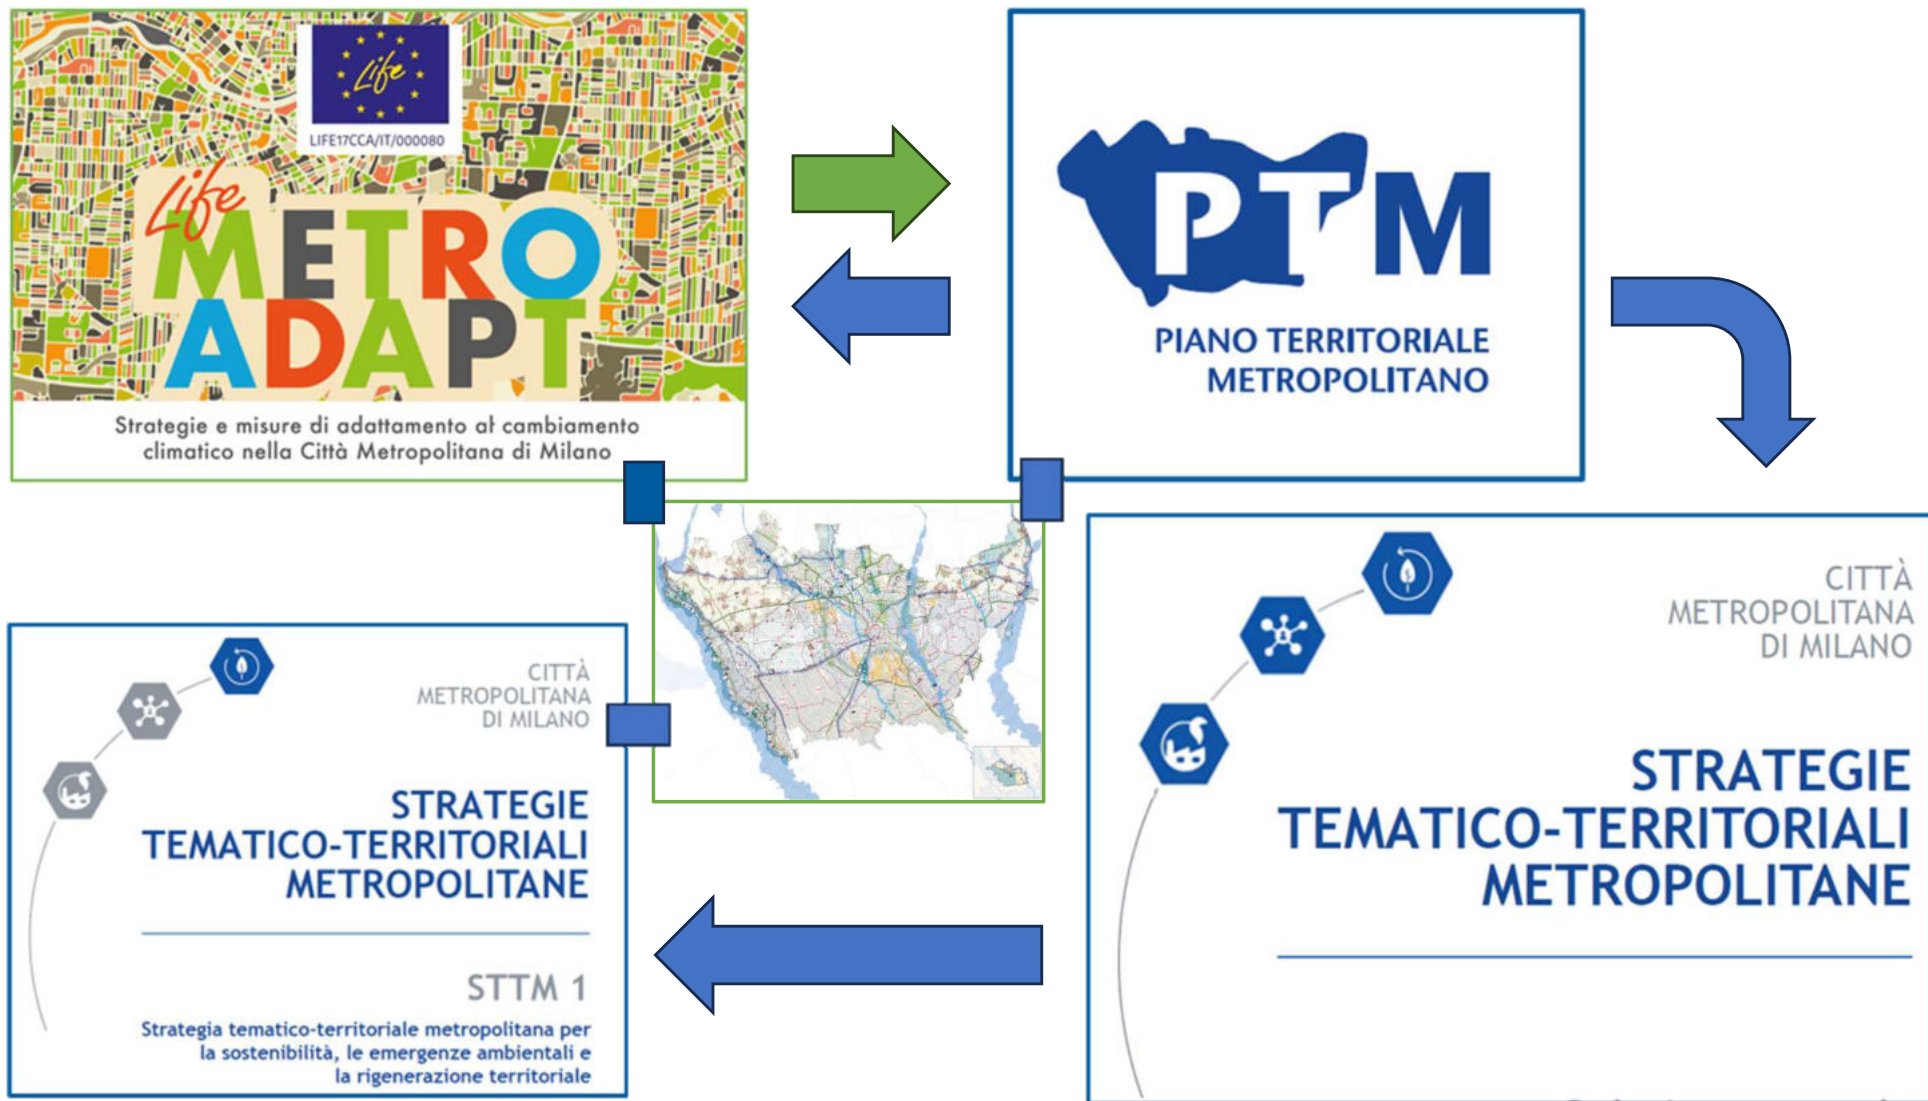 Life
LIFE17CCA/IT/000080
Life
METRO
ADAPT
Strategie e misure di adattamento al cambiamento
climatico nella Città Metropolitana di Milano
PTM
PIANO TERRITORIALE
METROPOLITANO
CITTÀ
METROPOLITANA
DI MILANO
STRATEGIE
TEMATICO-TERRITORIALI
METROPOLITANE
CITTÀ
METROPOLITANA
DI MILANO
STRATEGIE
TEMATICO-TERRITORIALI
METROPOLITANE
STTM 1
Strategia tematico-territoriale metropolitana per
la sostenibilità, le emergenze ambientali e
la rigenerazione territoriale